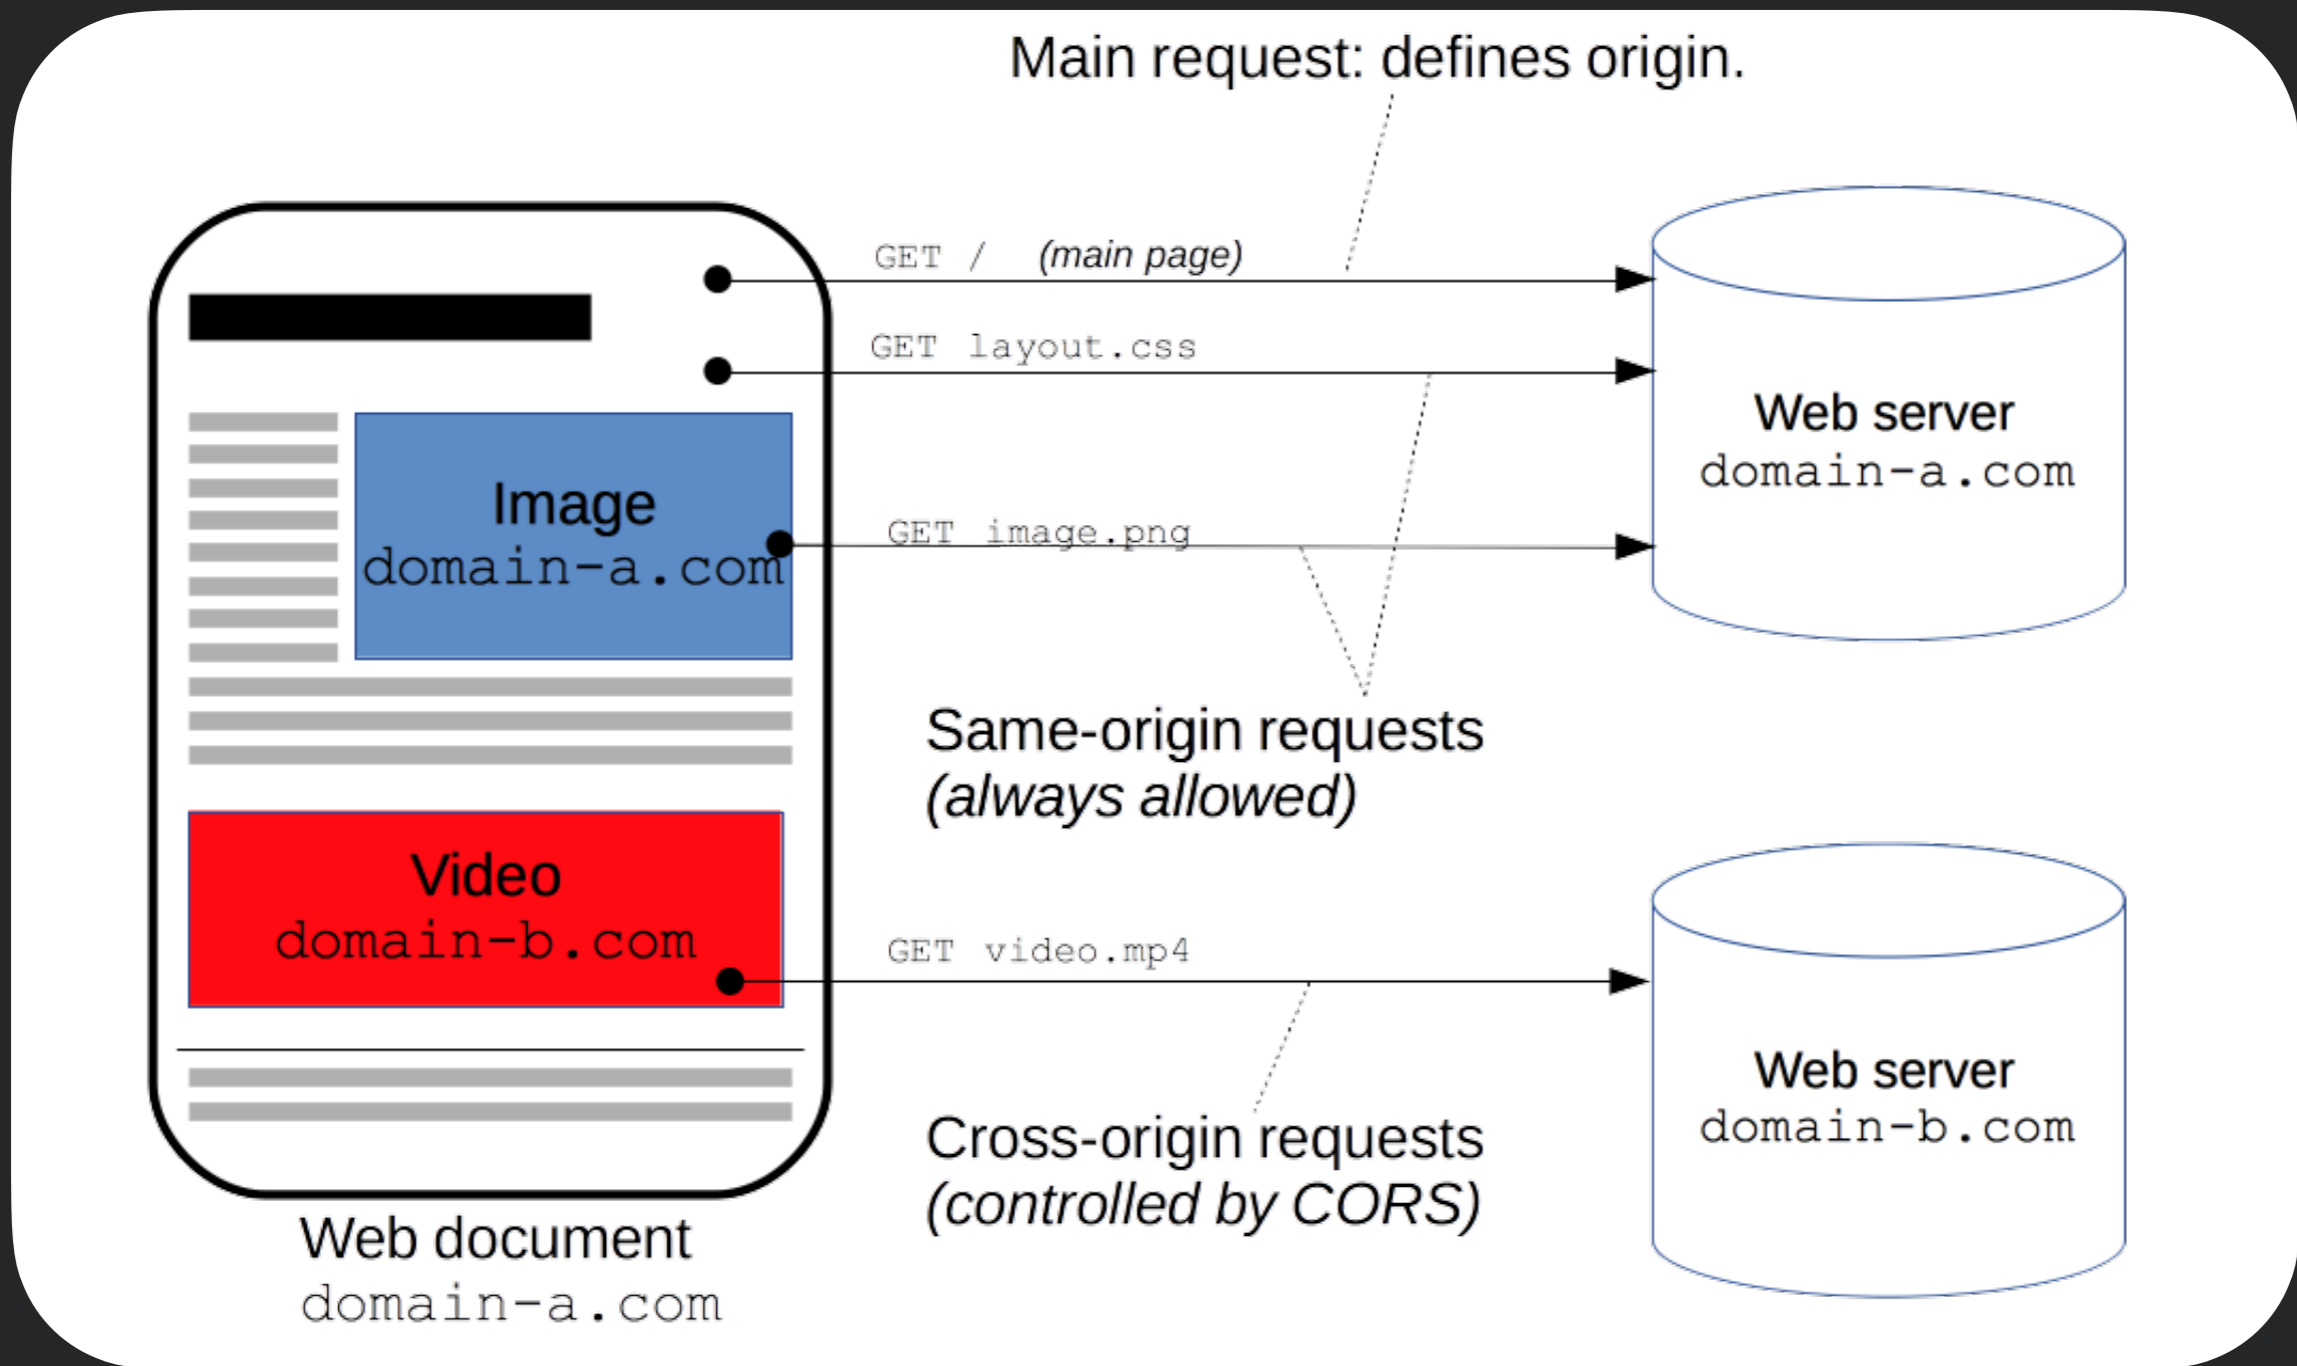 Main request: defines origin.
GET / (main page)
GET layout.css
Image
domain-a.com
GET image.png
Web server
domain-a.com
Same-origin requests
(always allowed)
Video
domain-b.com
GET video.mp4
Web server
domain-b.com
Cross-origin requests
(controlled by CORS)
Web document
domain-a.com